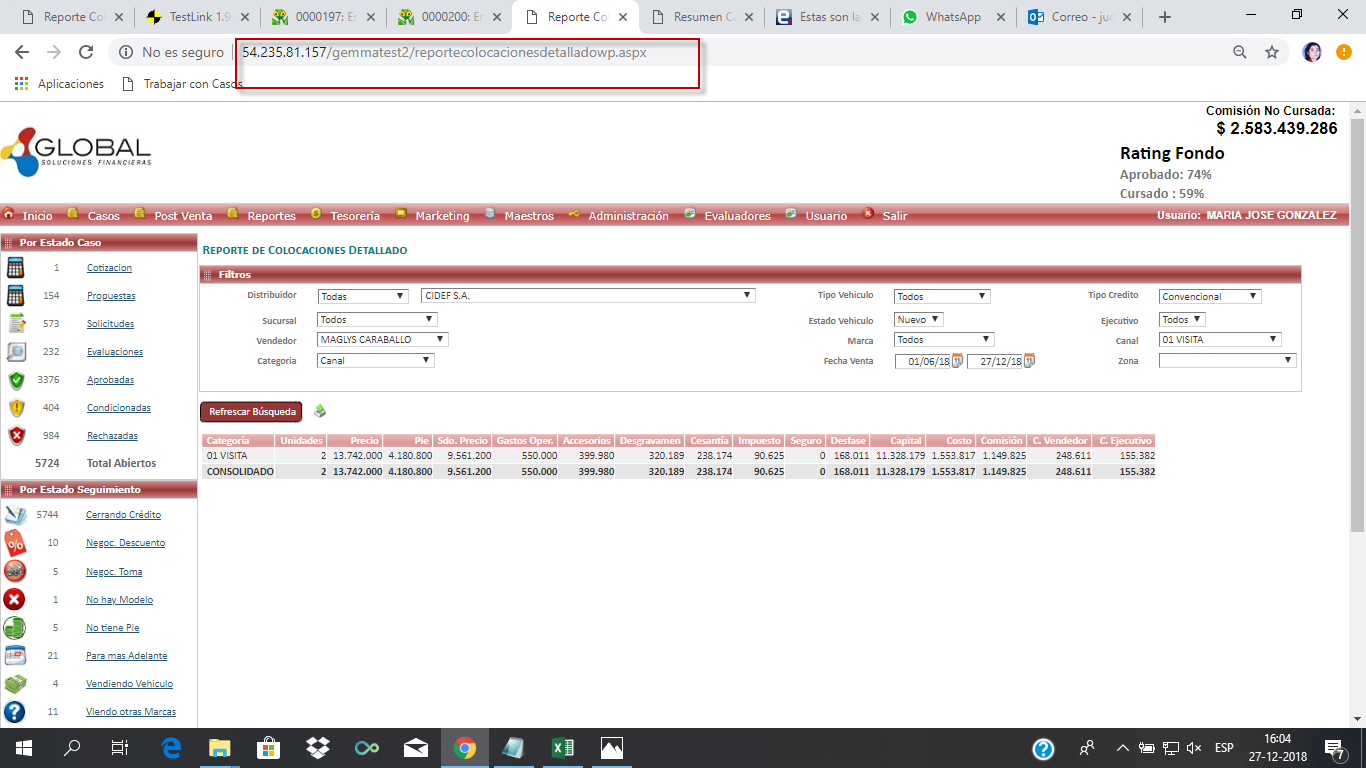 Reporte Col
TestLink 1.9
0000197: Er
0000200: Er
Reporte Col
Resumen C
Estas son la
WhatsApp
Correo - juc
No es seguro
54.235.81.157/gemmatest2/reportecolocacionesdetalladowp.aspx
Aplicaciones
Trabajar con Casos
GLOBAL
SOLUCIONES FINANCIERAS
Comisión No Cursada:
$ 2.583.439.286
Rating Fondo
Aprobado: 74%
Cursado : 59%
Inicio Casos Post Venta Reportes Tesorería Marketing Maestros Administración Evaluadores Usuario Salir Usuario: MARIA JOSE GONZALEZ
Por Estado Caso
1 Cotizacion
154 Propuestas
573 Solicitudes
232 Evaluaciones
3376 Aprobadas
404 Condicionadas
984 Rechazadas
5724 Total Abiertos
Por Estado Seguimiento
5744 Cerrando Crédito
10 Negoc. Descuento
5 Negoc. Toma
1 No hay Modelo
5 No tiene Pie
21 Para mas Adelante
4 Vendiendo Vehiculo
11 Viendo otras Marcas
REPORTE DE COLOCACIONES DETALLADO
Filtros
Distribuidor Todas CIDEF S.A. Tipo Vehiculo Todos Tipo Credito Convencional
Sucursal Todos Estado Vehiculo Nuevo Ejecutivo Todos
Vendedor MAGLYS CARABALLO Marca Todos Canal 01 VISITA
Categoria Canal Fecha Venta 01/06/18 27/12/18 Zona
Refrescar Búsqueda
Categoría Unidades Precio Pie Sdo. Precio Gastos Oper. Accesorios Desgravamen Cesantía Impuesto Seguro Desfase Capital Costo Comisión C. Vendedor C. Ejecutivo
01 VISITA 2 13.742.000 4.180.800 9.561.200 550.000 399.980 320.189 238.174 90.625 0 168.011 11.328.179 1.553.817 1.149.825 248.611 155.382
CONSOLIDADO 2 13.742.000 4.180.800 9.561.200 550.000 399.980 320.189 238.174 90.625 0 168.011 11.328.179 1.553.817 1.149.825 248.611 155.382
ESP
16:04
27-12-2018
7